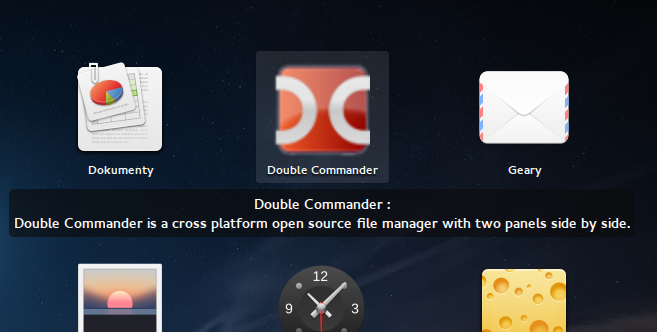 Dokumenty
Double Commander
Geary
Double Commander :
Double Commander is a cross platform open source file manager with two panels side by side.
12
9
3